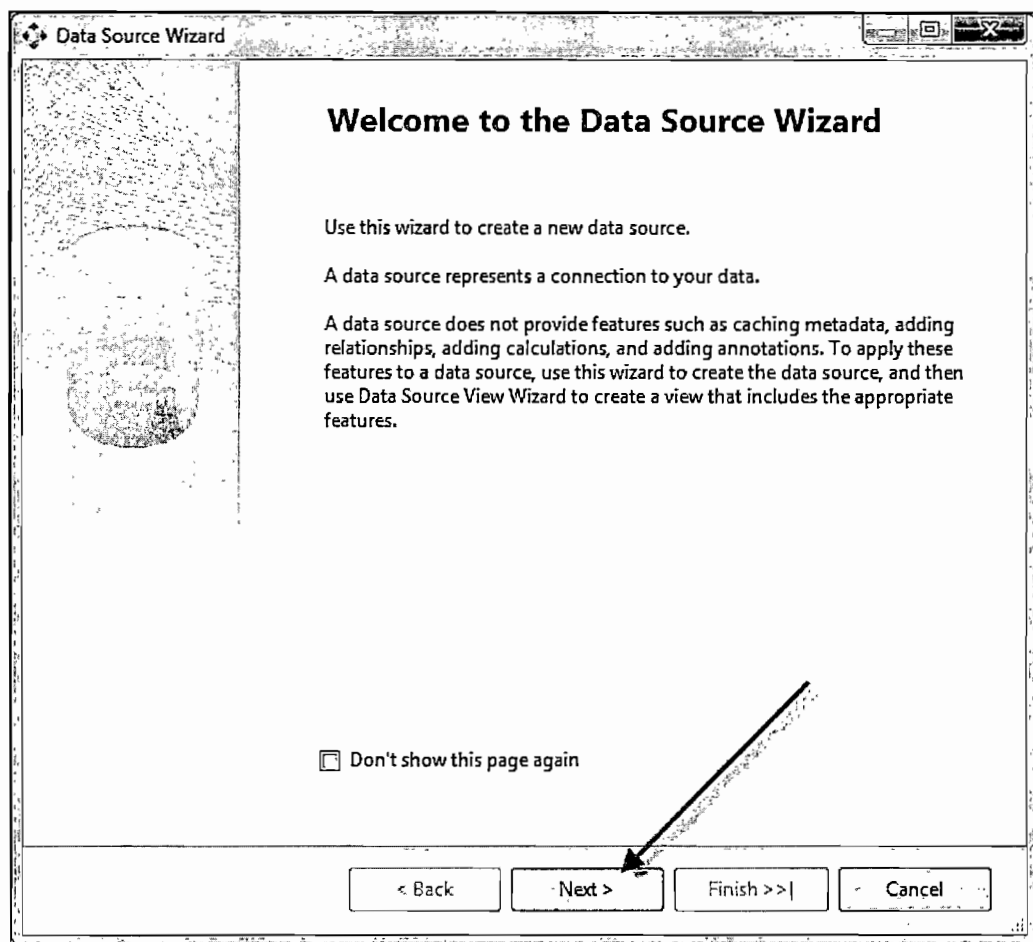 Data Source Wizard
Welcome to the Data Source Wizard
Use this wizard to create a new data source.
A data source represents a connection to your data.
A data source does not provide features such as caching metadata, adding
relationships, adding calculations, and adding annotations. To apply these
features to a data source, use this wizard to create the data source, and then
use Data Source View Wizard to create a view that includes the appropriate
features.
Don't show this page again
< Back
Next >
Finish >>|
Cancel